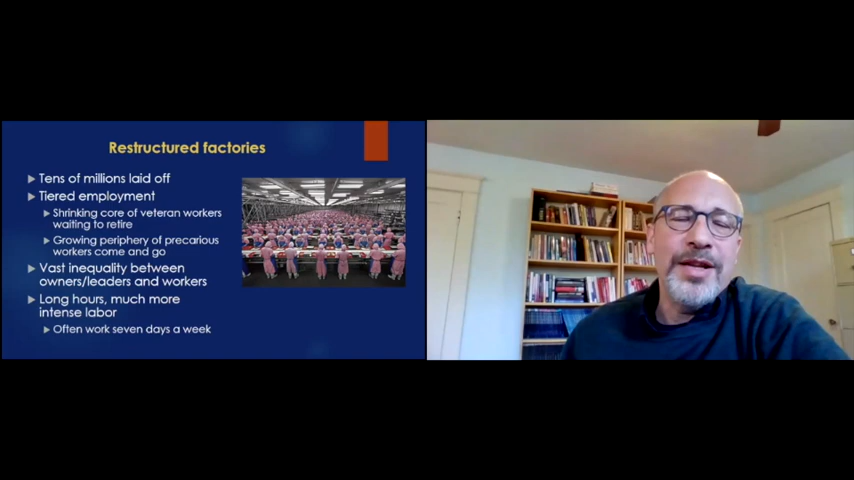 Restructured factories
Tens of millions laid off
Tiered employment
Shrinking core of veteran workers
waiting to retire
Growing periphery of precarious
workers come and go
Vast inequality between
owners/leaders and workers
Long hours, much more
intense labor
Often work seven days a week